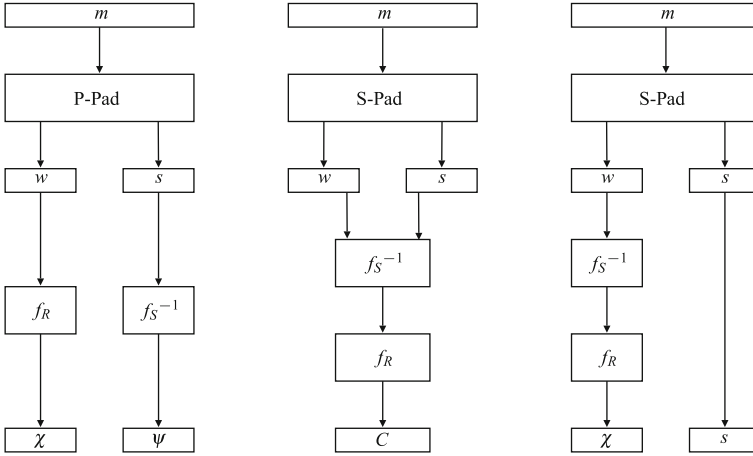 m m m
P-Pad S-Pad S-Pad
w s w s w s
f_S^{-1} f_S^{-1}
f_R f_S^{-1}
f_R f_R
χ ψ C χ s